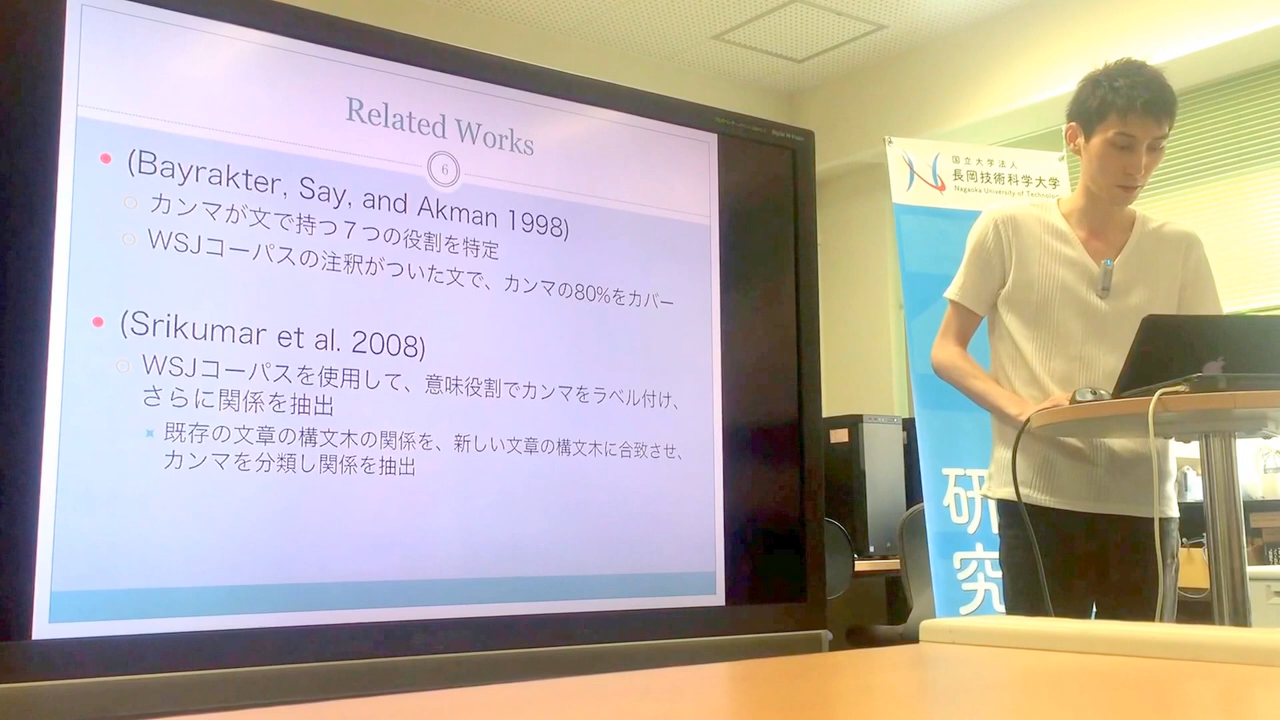 Related Works
6
• (Bayrakter, Say, and Akman 1998)
カンマが文で持つ７つの役割を特定
WSJコーパスの注釈がついた文で、カンマの80%をカバー
• (Srikumar et al. 2008)
WSJコーパスを使用して、意味役割でカンマをラベル付け、
さらに関係を抽出
既存の文章の構文木の関係を、新しい文章の構文木に合致させ、
カンマを分類し関係を抽出
国立大学法人
長岡技術科学大学
Nagaoka University of Technology
研究